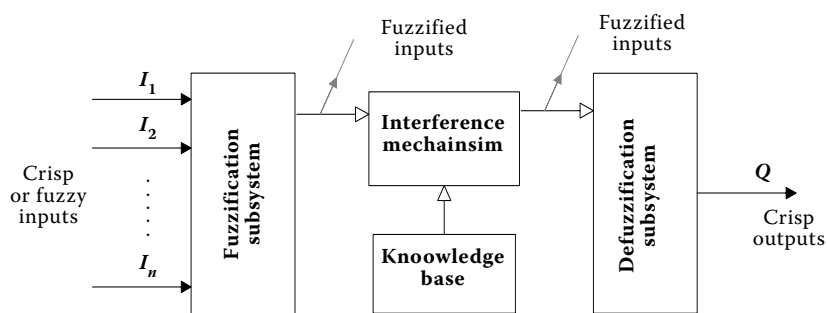 Crisp
or fuzzy
inputs
I1
I2
In
Fuzzification
subsystem
Fuzzified
inputs
Interference
mechainsim
Knoowledge
base
Fuzzified
inputs
Defuzzification
subsystem
Q
Crisp
outputs